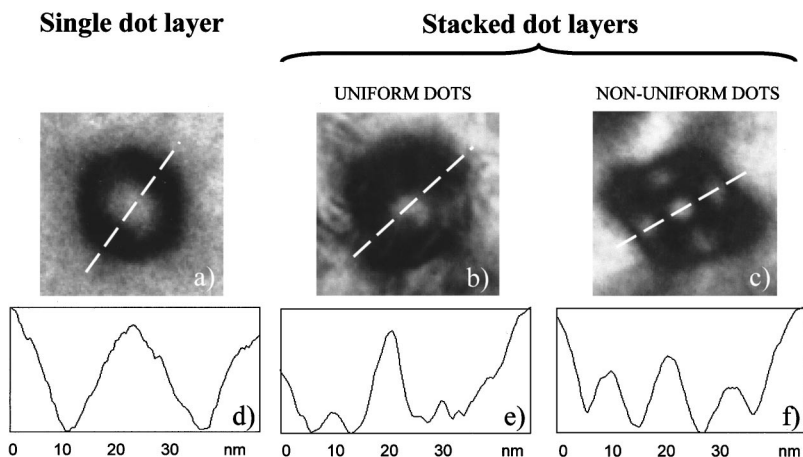 Single dot layer
Stacked dot layers
UNIFORM DOTS
NON-UNIFORM DOTS
a)
b)
c)
d)
e)
f)
0 10 20 30 nm
0 10 20 30 nm
0 10 20 30 nm